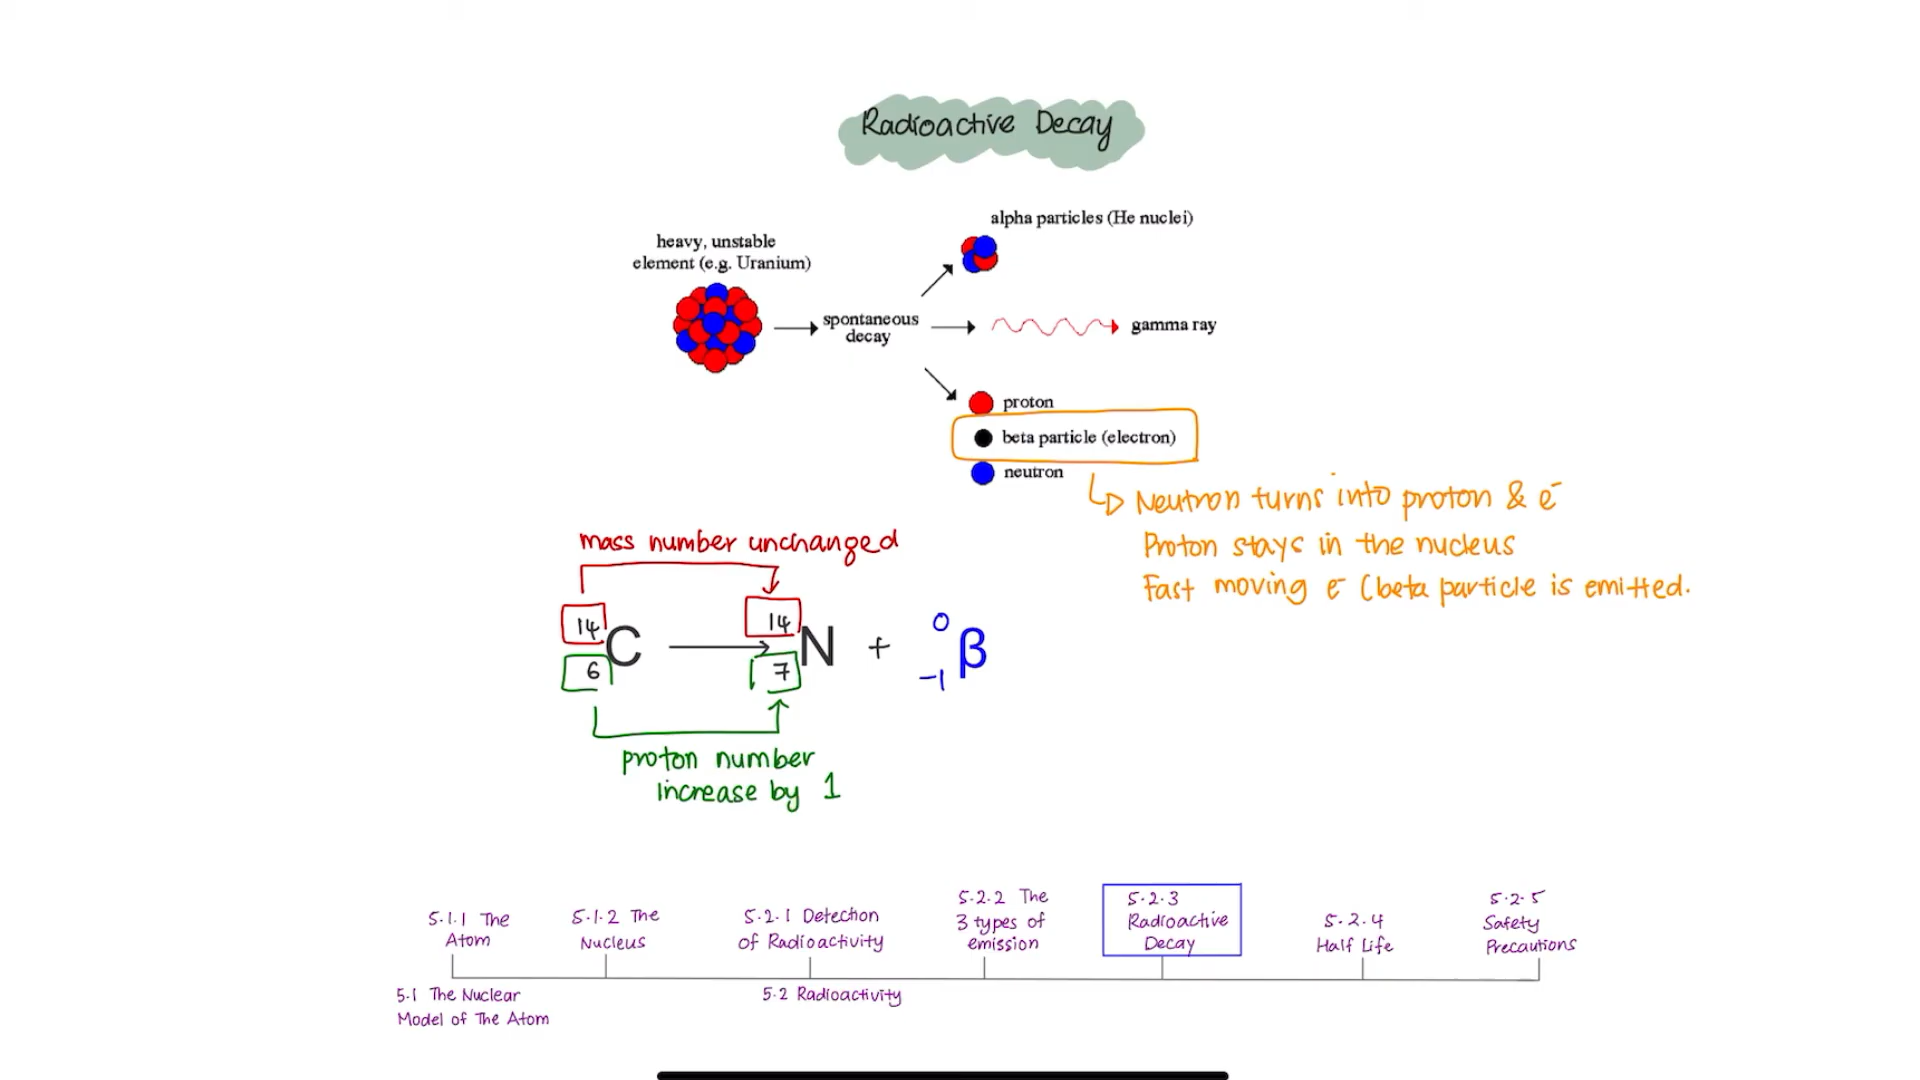 Radioactive Decay
alpha particles (He nuclei)
heavy, unstable
element (e.g. Uranium)
spontaneous
decay
gamma ray
proton
beta particle (electron)
neutron
Neutron turns into proton & e⁻
Proton stays in the nucleus
Fast moving e⁻ (beta particle is emitted.
mass number unchanged
14 C → 14 N + 0 β
6 7 -1
proton number
increase by 1
5.1.1 The
Atom
5.1.2 The
Nucleus
5.2.1 Detection
of Radioactivity
5.2.2 The
3 types of
emission
5.2.3
Radioactive
Decay
5.2.4
Half Life
5.2.5
Safety
Precautions
5.1 The Nuclear
Model of The Atom
5.2 Radioactivity